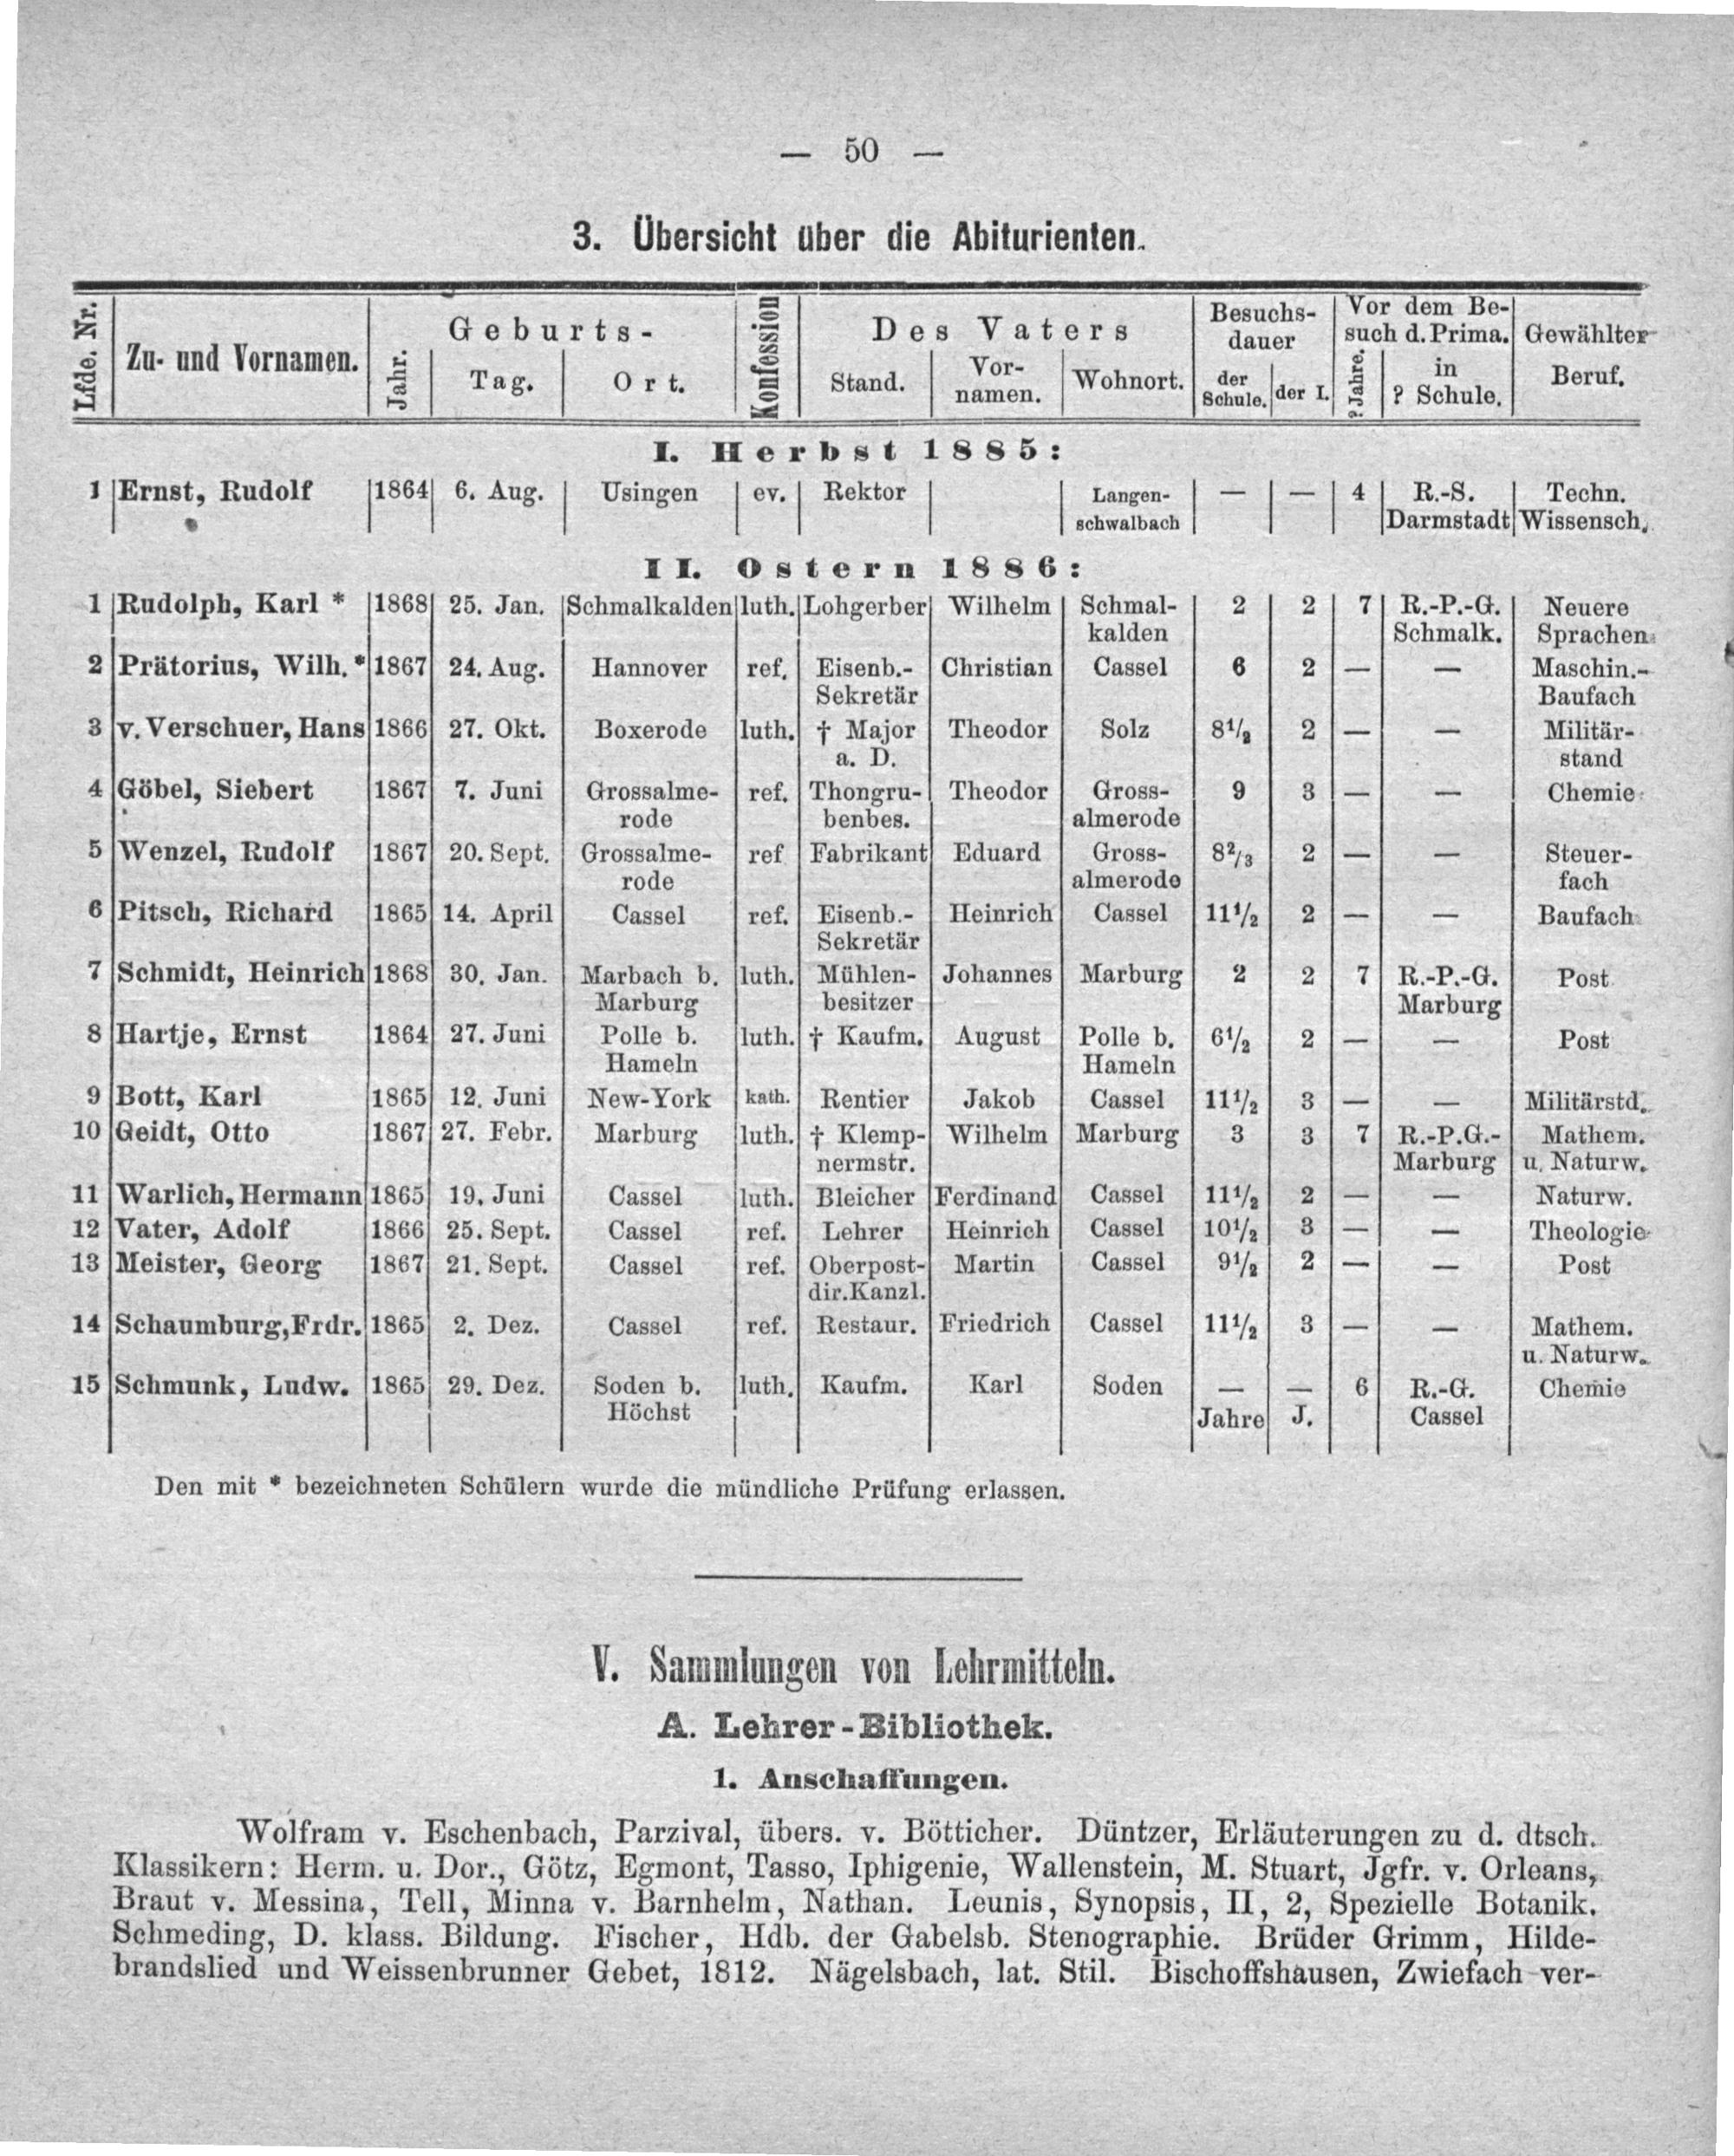 — 50 —
3. Übersicht über die Abiturienten.
Lfde. Nr. Zu- und Vornamen. Geburts- Jahr. Tag. Ort. Konfession Des Vaters Stand. Vor-namen. Wohnort. Besuchs-dauer der Schule. der I. Vor dem Be-such d. Prima. ? Jahre. in ? Schule. Gewählter Beruf.
I. Herbst 1885:
1 Ernst, Rudolf 1864 6. Aug. Usingen ev. Rektor Langen- — — 4 R.-S. Techn.
schwalbach Darmstadt Wissensch.
II. Ostern 1886:
1 Rudolph, Karl * 1868 25. Jan. Schmalkalden luth. Lohgerber Wilhelm Schmal- 2 2 7 R.-P.-G. Neuere
kalden Schmalk. Sprachen
2 Prätorius, Wilh. * 1867 24. Aug. Hannover ref. Eisenb.- Christian Cassel 6 2 — — Maschin.-
Sekretär Baufach
3 v. Verschuer, Hans 1866 27. Okt. Boxerode luth. † Major Theodor Solz 8½ 2 — — Militär-
a. D. stand
4 Göbel, Siebert 1867 7. Juni Grossalme- ref. Thongru- Theodor Gross- 9 3 — — Chemie
rode benbes. almerode
5 Wenzel, Rudolf 1867 20. Sept. Grossalme- ref Fabrikant Eduard Gross- 8⅔ 2 — — Steuer-
rode almerode fach
6 Pitsch, Richard 1865 14. April Cassel ref. Eisenb.- Heinrich Cassel 11½ 2 — — Baufach
Sekretär
7 Schmidt, Heinrich 1868 30. Jan. Marbach b. luth. Mühlen- Johannes Marburg 2 2 7 R.-P.-G. Post
Marburg besitzer Marburg
8 Hartje, Ernst 1864 27. Juni Polle b. luth. † Kaufm. August Polle b. 6½ 2 — — Post
Hameln Hameln
9 Bott, Karl 1865 12. Juni New-York kath. Rentier Jakob Cassel 11½ 3 — — Militärstd.
10 Geidt, Otto 1867 27. Febr. Marburg luth. † Klemp- Wilhelm Marburg 3 3 7 R.-P.G.- Mathem.
nermstr. Marburg u. Naturw.
11 Warlich, Hermann 1865 19. Juni Cassel luth. Bleicher Ferdinand Cassel 11½ 2 — — Naturw.
12 Vater, Adolf 1866 25. Sept. Cassel ref. Lehrer Heinrich Cassel 10½ 3 — — Theologie
13 Meister, Georg 1867 21. Sept. Cassel ref. Oberpost- Martin Cassel 9½ 2 — — Post
dir.Kanzl.
14 Schaumburg, Frdr. 1865 2. Dez. Cassel ref. Restaur. Friedrich Cassel 11½ 3 — — Mathem.
u. Naturw.
15 Schmunk, Ludw. 1865 29. Dez. Soden b. luth. Kaufm. Karl Soden — — 6 R.-G. Chemie
Höchst Jahre J. Cassel
Den mit * bezeichneten Schülern wurde die mündliche Prüfung erlassen.
V. Sammlungen von Lehrmitteln.
A. Lehrer-Bibliothek.
1. Anschaffungen.
Wolfram v. Eschenbach, Parzival, übers. v. Bötticher. Düntzer, Erläuterungen zu d. dtsch.
Klassikern: Herm. u. Dor., Götz, Egmont, Tasso, Iphigenie, Wallenstein, M. Stuart, Jgfr. v. Orleans,
Braut v. Messina, Tell, Minna v. Barnhelm, Nathan. Leunis, Synopsis, II, 2, Spezielle Botanik.
Schmeding, D. klass. Bildung. Fischer, Hdb. der Gabelsb. Stenographie. Brüder Grimm, Hilde-
brandslied und Weissenbrunner Gebet, 1812. Nägelsbach, lat. Stil. Bischoffshausen, Zwiefach ver-